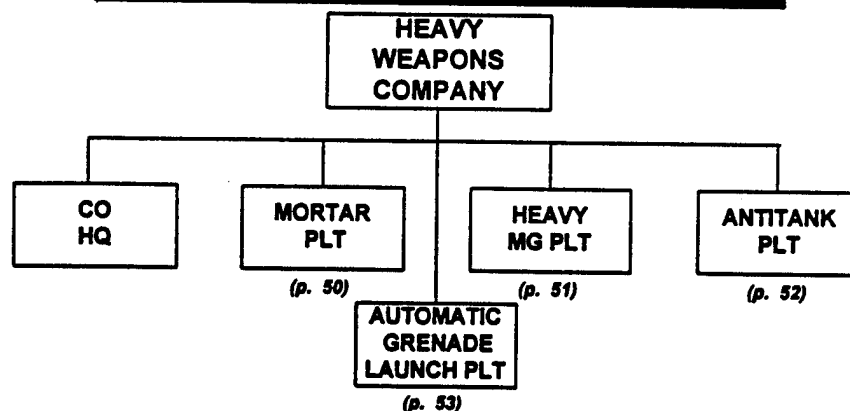 HEAVY
WEAPONS
COMPANY
CO
HQ
MORTAR
PLT
(p. 50)
HEAVY
MG PLT
(p. 51)
ANTITANK
PLT
(p. 52)
AUTOMATIC
GRENADE
LAUNCH PLT
(p. 53)